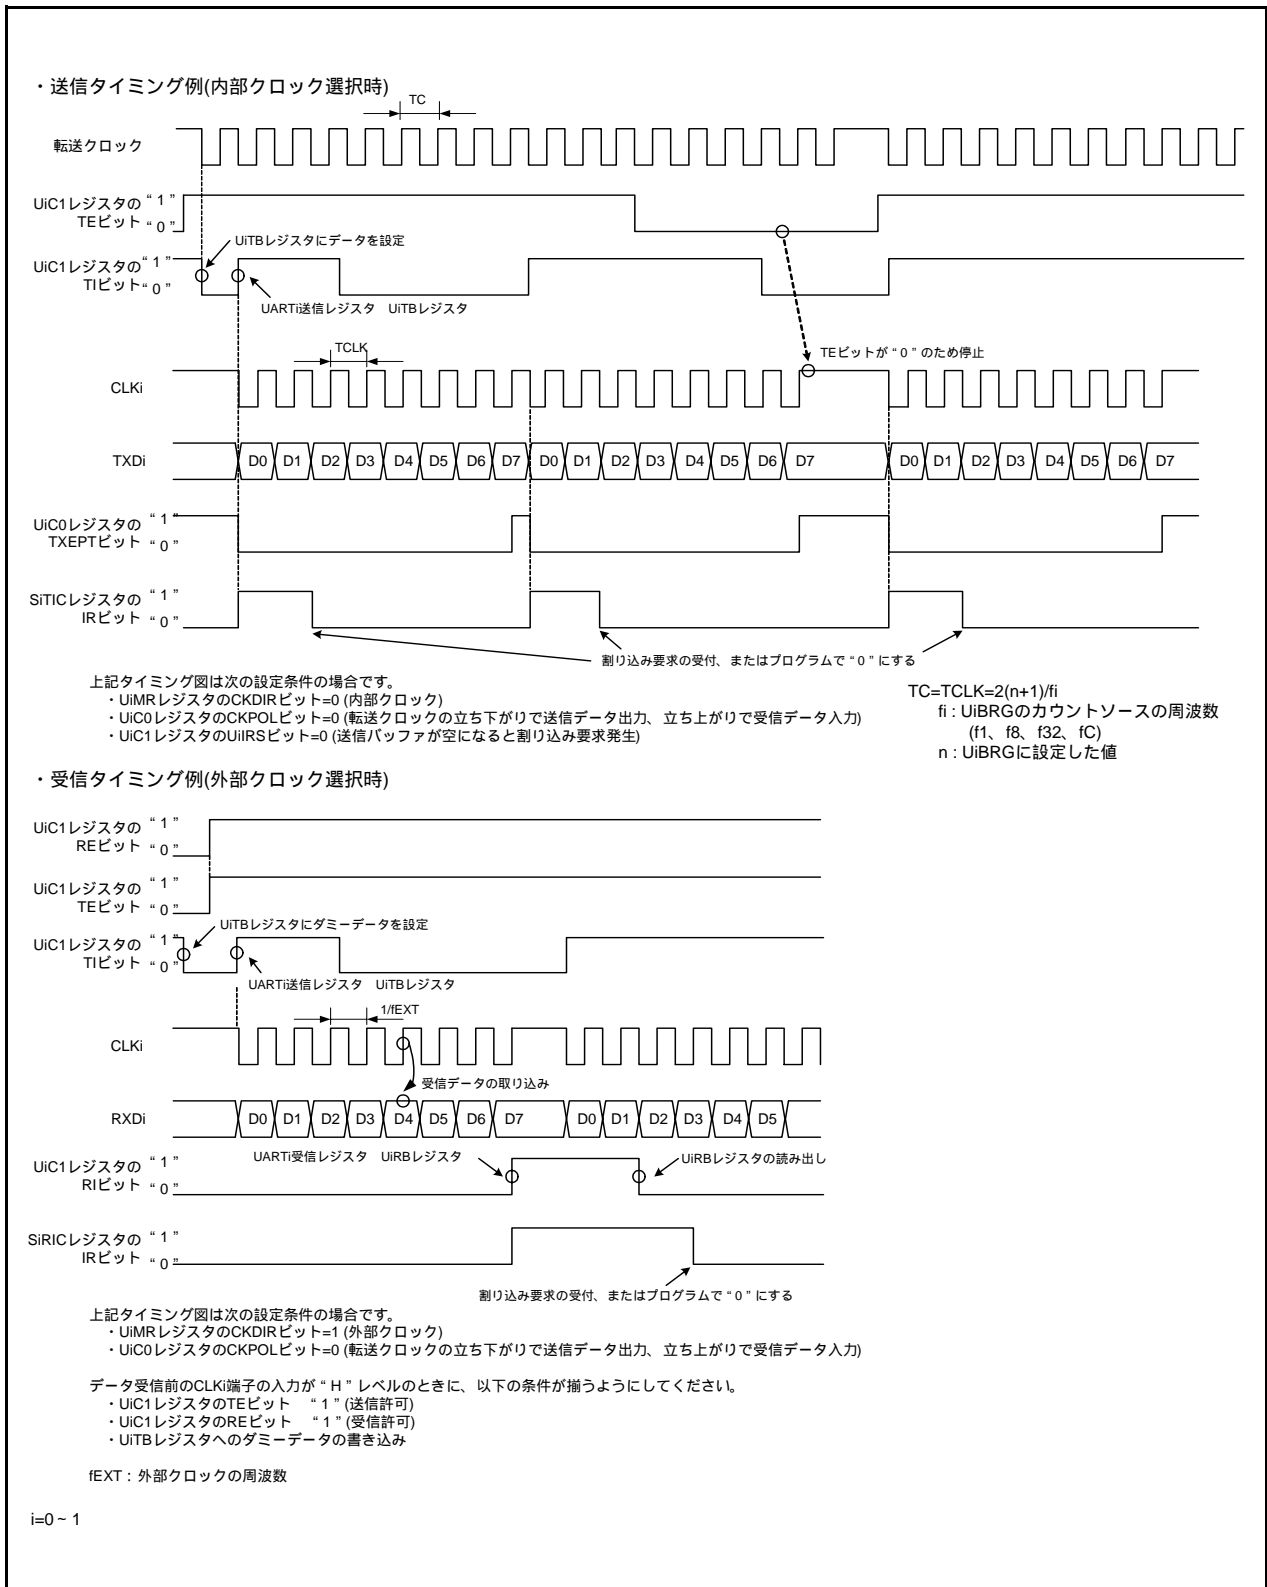 ・送信タイミング例(内部クロック選択時)
TC
転送クロック
UiC1レジスタの “ 1 ”
TEビット “ 0 ”
UiTBレジスタにデータを設定
UiC1レジスタの “ 1 ”
TIビット “ 0 ”
UARTi送信レジスタ UiTBレジスタ
TCLK
TEビットが “ 0 ” のため停止
CLKi
TXDi D0 D1 D2 D3 D4 D5 D6 D7 D0 D1 D2 D3 D4 D5 D6 D7 D0 D1 D2 D3 D4 D5 D6 D7
UiC0レジスタの “ 1 ”
TXEPTビット “ 0 ”
SiTICレジスタの “ 1 ”
IRビット “ 0 ”
割り込み要求の受付、またはプログラムで “ 0 ” にする
上記タイミング図は次の設定条件の場合です。
・UiMRレジスタのCKDIRビット=0 (内部クロック)
・UiC0レジスタのCKPOLビット=0 (転送クロックの立ち下がりで送信データ出力、立ち上がりで受信データ入力)
・UiC1レジスタのUiIRSビット=0 (送信バッファが空になると割り込み要求発生)
TC=TCLK=2(n+1)/fi
fi : UiBRGのカウントソースの周波数
(f1、f8、f32、fC)
n : UiBRGに設定した値
・受信タイミング例(外部クロック選択時)
UiC1レジスタの “ 1 ”
REビット “ 0 ”
UiC1レジスタの “ 1 ”
TEビット “ 0 ”
UiTBレジスタにダミーデータを設定
UiC1レジスタの “ 1 ”
TIビット “ 0 ”
UARTi送信レジスタ UiTBレジスタ
1/fEXT
CLKi
受信データの取り込み
RXDi D0 D1 D2 D3 D4 D5 D6 D7 D0 D1 D2 D3 D4 D5
UARTi受信レジスタ UiRBレジスタ
UiRBレジスタの読み出し
UiC1レジスタの “ 1 ”
RIビット “ 0 ”
SiRICレジスタの “ 1 ”
IRビット “ 0 ”
割り込み要求の受付、またはプログラムで “ 0 ” にする
上記タイミング図は次の設定条件の場合です。
・UiMRレジスタのCKDIRビット=1 (外部クロック)
・UiC0レジスタのCKPOLビット=0 (転送クロックの立ち下がりで送信データ出力、立ち上がりで受信データ入力)
データ受信前のCLKi端子の入力が “ H ” レベルのときに、以下の条件が揃うようにしてください。
・UiC1レジスタのTEビット “ 1 ” (送信許可)
・UiC1レジスタのREビット “ 1 ” (受信許可)
・UiTBレジスタへのダミーデータの書き込み
fEXT : 外部クロックの周波数
i=0 ~ 1